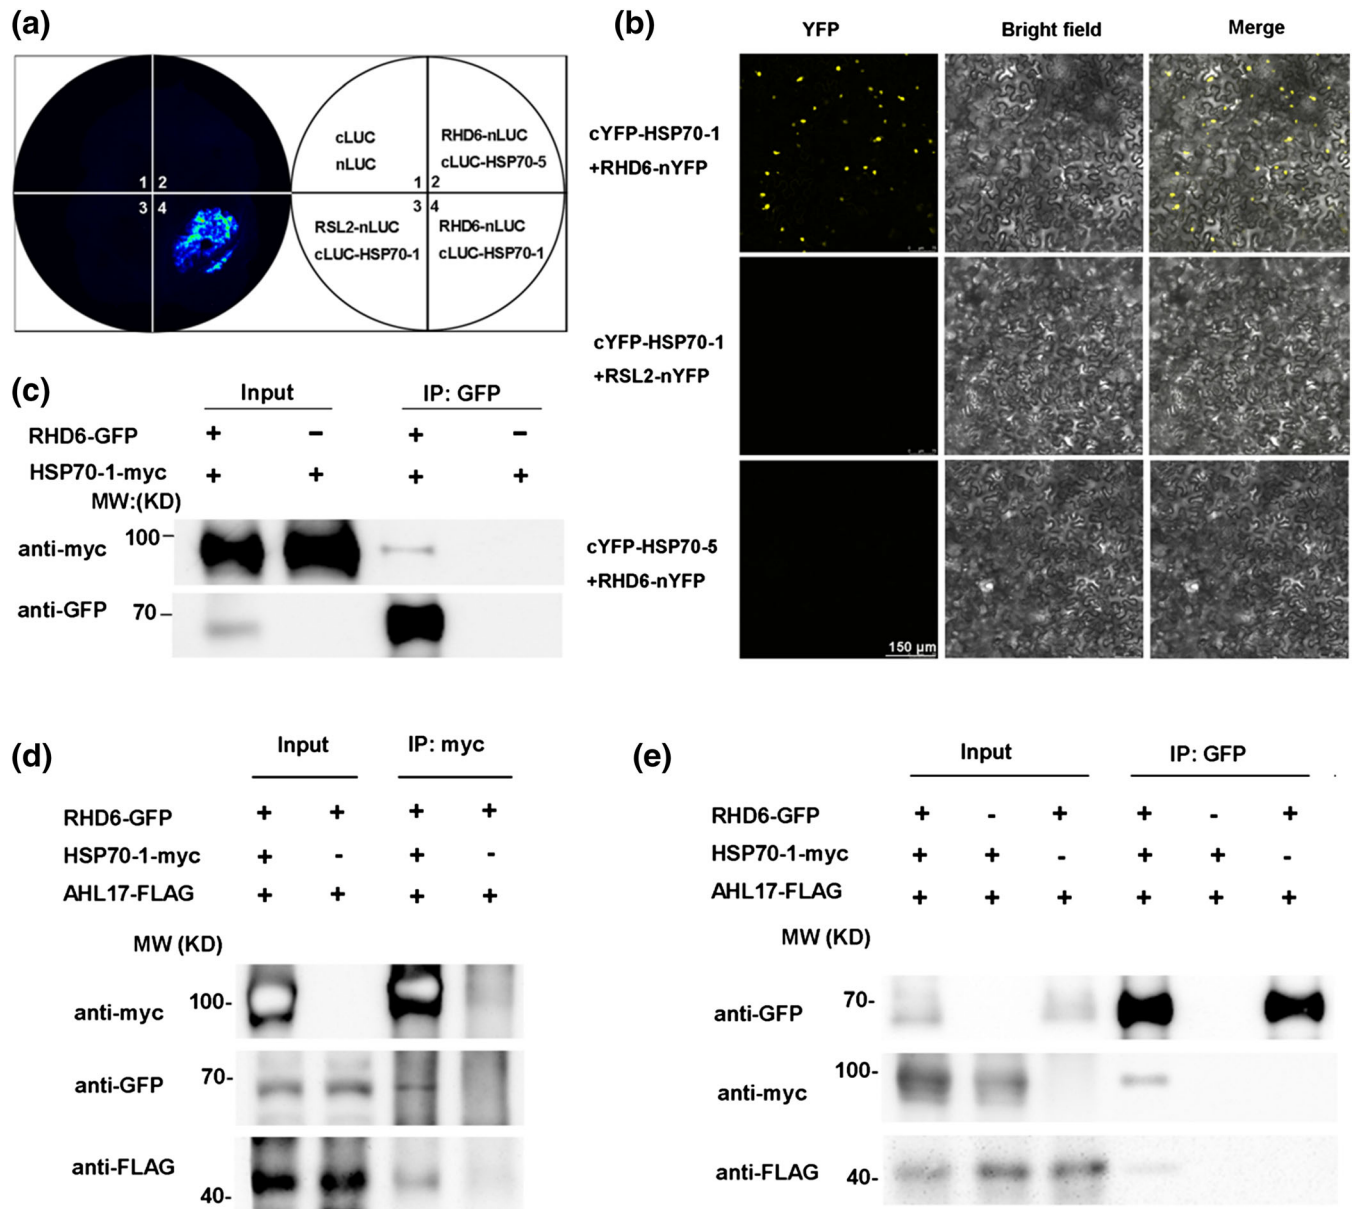 (a)
cLUC
nLUC
RHD6-nLUC
cLUC-HSP70-5
1 2
3 4
1 2
3 4
RSL2-nLUC
cLUC-HSP70-1
RHD6-nLUC
cLUC-HSP70-1
(b)
YFP Bright field Merge
cYFP-HSP70-1
+RHD6-nYFP
cYFP-HSP70-1
+RSL2-nYFP
cYFP-HSP70-5
+RHD6-nYFP
150 µm
(c)
Input IP: GFP
RHD6-GFP + - + -
HSP70-1-myc + + + +
MW:(KD)
anti-myc 100
anti-GFP 70
(d)
Input IP: myc
RHD6-GFP + + + +
HSP70-1-myc + - + -
AHL17-FLAG + + + +
MW (KD)
anti-myc 100-
anti-GFP 70-
anti-FLAG
40-
(e)
Input IP: GFP
RHD6-GFP + - + + - +
HSP70-1-myc + + - + + -
AHL17-FLAG + + + + + +
MW (KD)
anti-GFP 70-
anti-myc 100-
anti-FLAG 40-